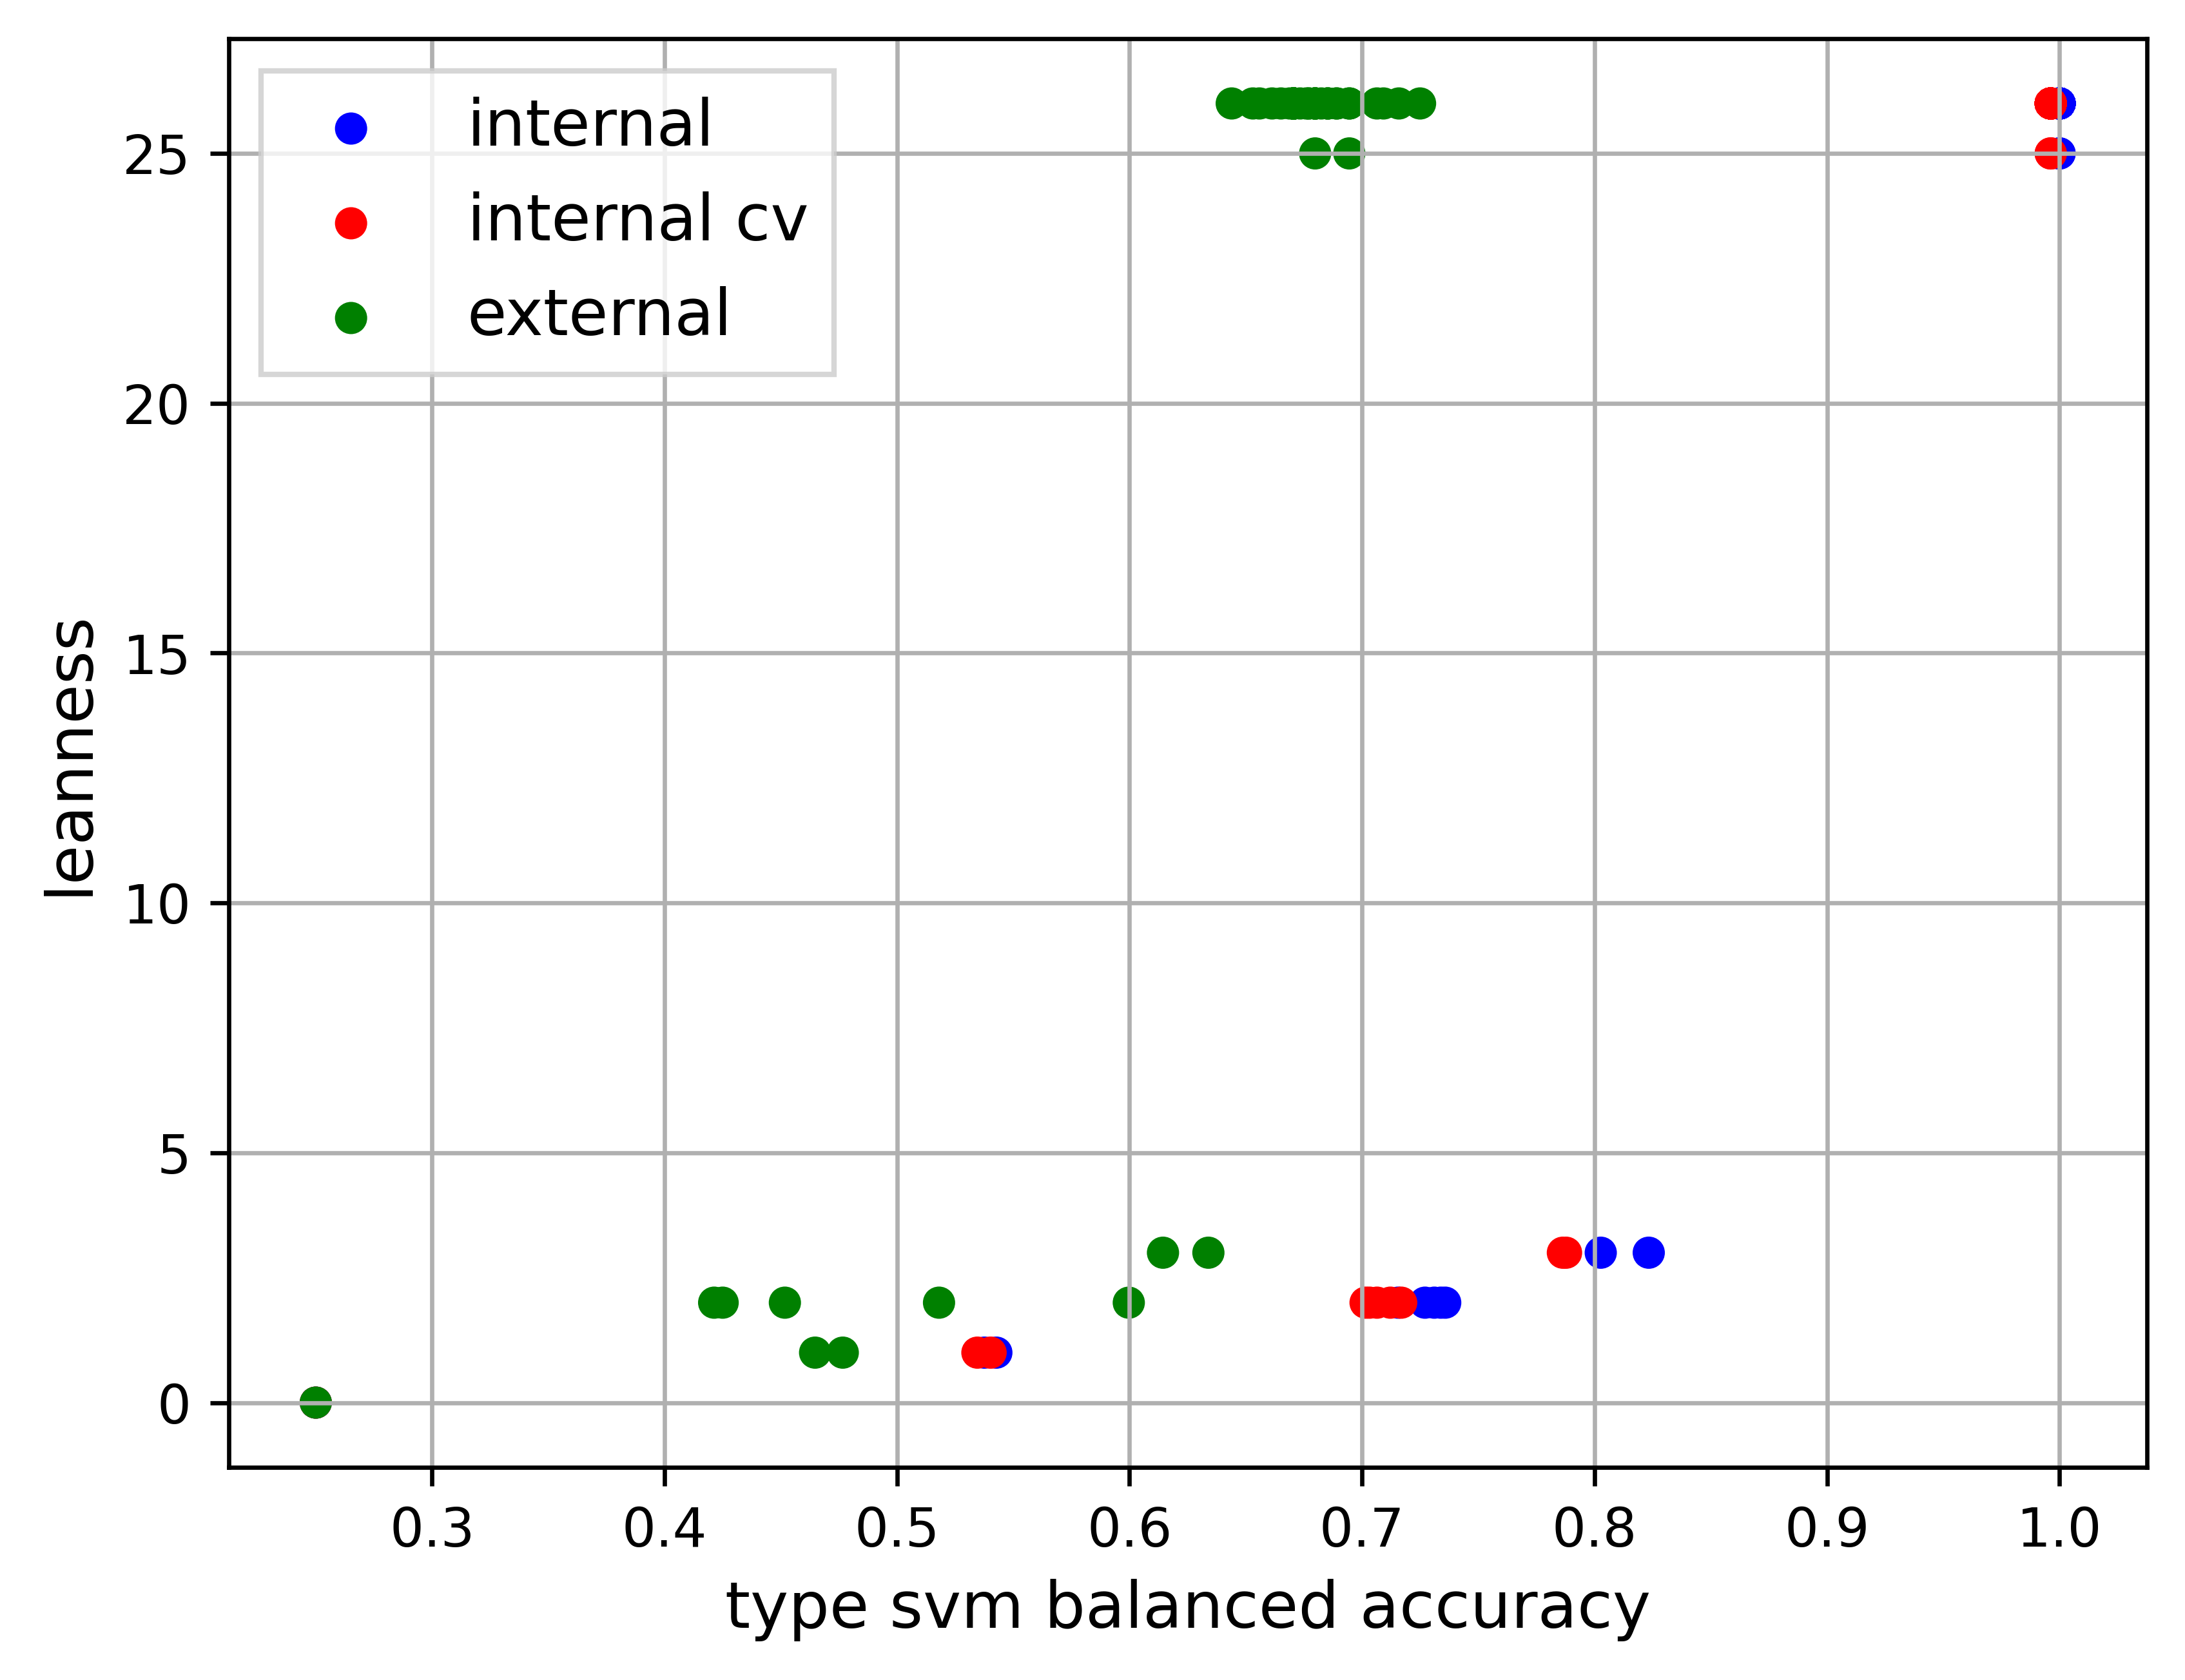 internal
internal cv
external
25
20
15
10
5
0
leanness
0.3 0.4 0.5 0.6 0.7 0.8 0.9 1.0
type svm balanced accuracy